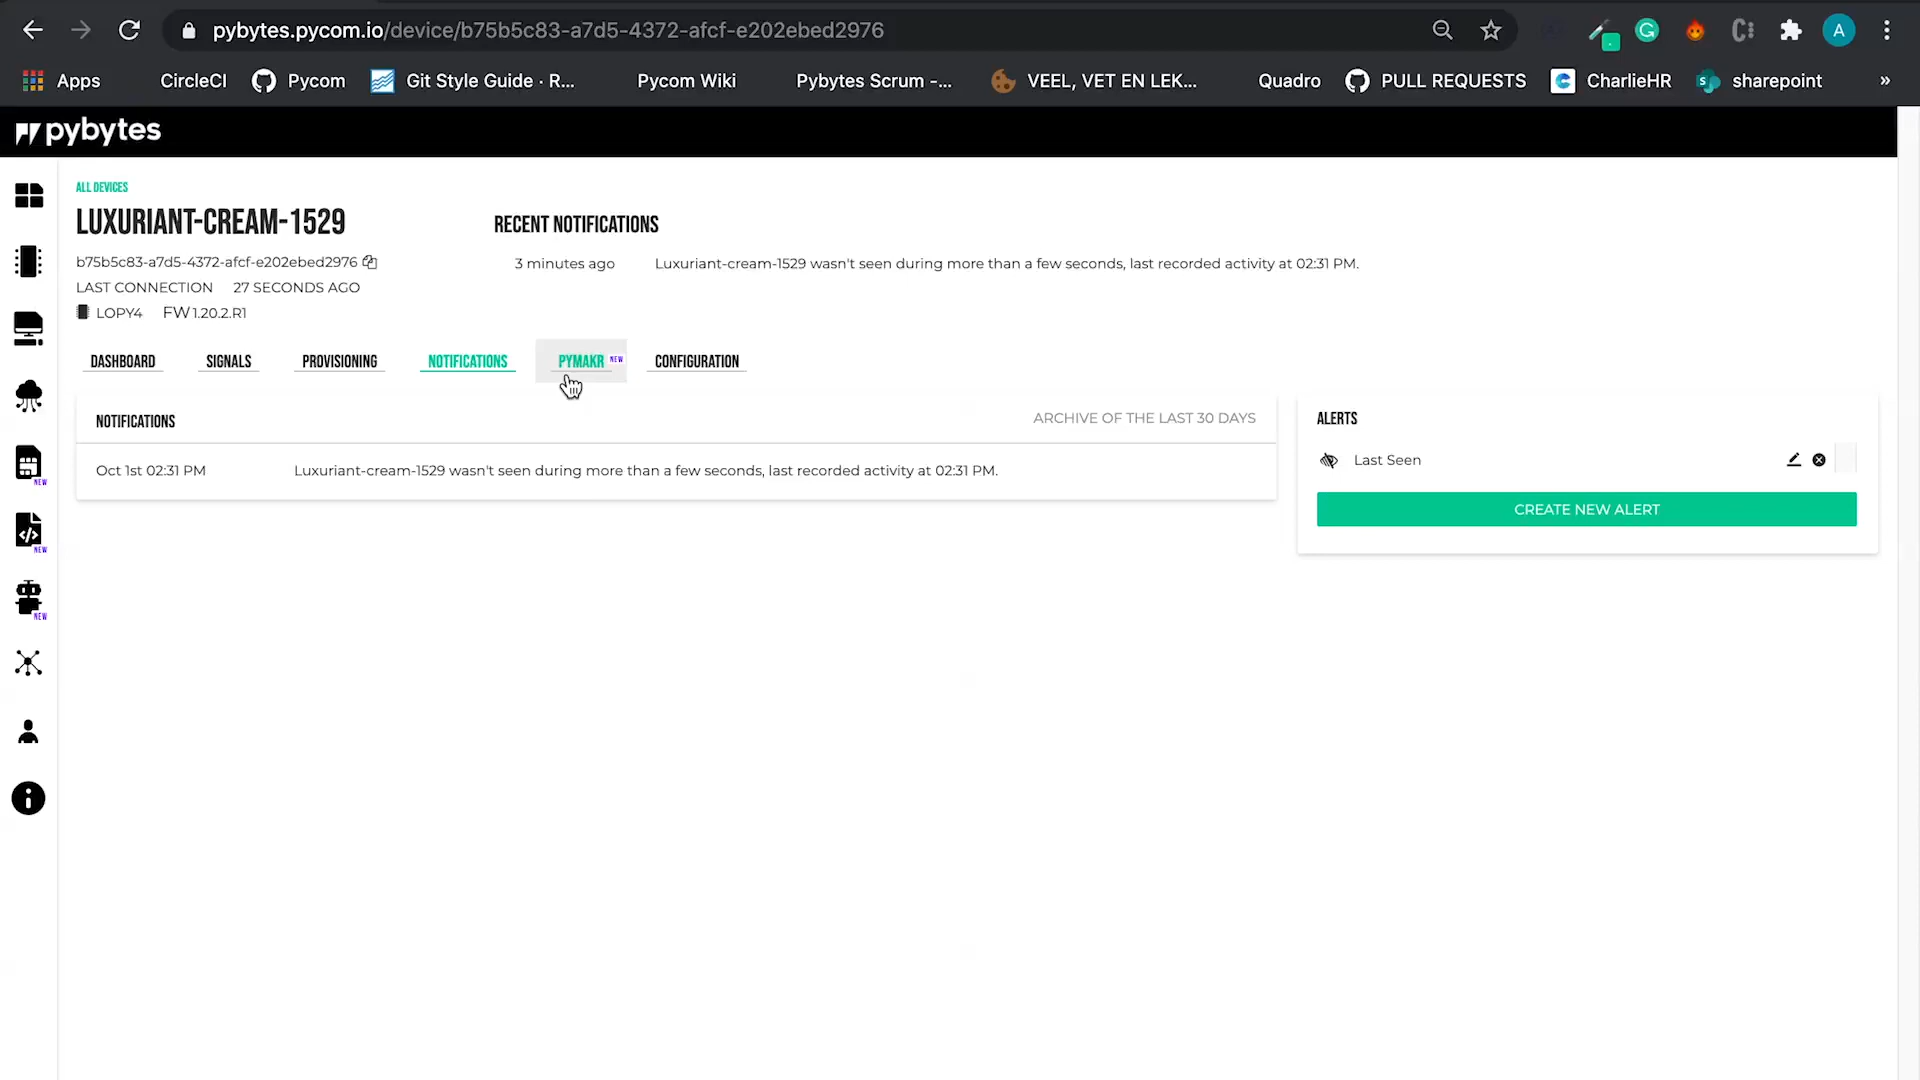 pybytes.pycom.io/device/b75b5c83-a7d5-4372-afcf-e202ebed2976
A
Apps
CircleCI
Pycom
Git Style Guide · R...
Pycom Wiki
Pybytes Scrum -...
VEEL, VET EN LEK...
Quadro
PULL REQUESTS
CharlieHR
sharepoint
»
pybytes
ALL DEVICES
LUXURIANT-CREAM-1529
b75b5c83-a7d5-4372-afcf-e202ebed2976
LAST CONNECTION 27 SECONDS AGO
LOPY4 FW 1.20.2.R1
RECENT NOTIFICATIONS
3 minutes ago Luxuriant-cream-1529 wasn't seen during more than a few seconds, last recorded activity at 02:31 PM.
DASHBOARD SIGNALS PROVISIONING NOTIFICATIONS PYMAKR NEW CONFIGURATION
NOTIFICATIONS ARCHIVE OF THE LAST 30 DAYS
Oct 1st 02:31 PM Luxuriant-cream-1529 wasn't seen during more than a few seconds, last recorded activity at 02:31 PM.
ALERTS
Last Seen
CREATE NEW ALERT
NEW
NEW
NEW